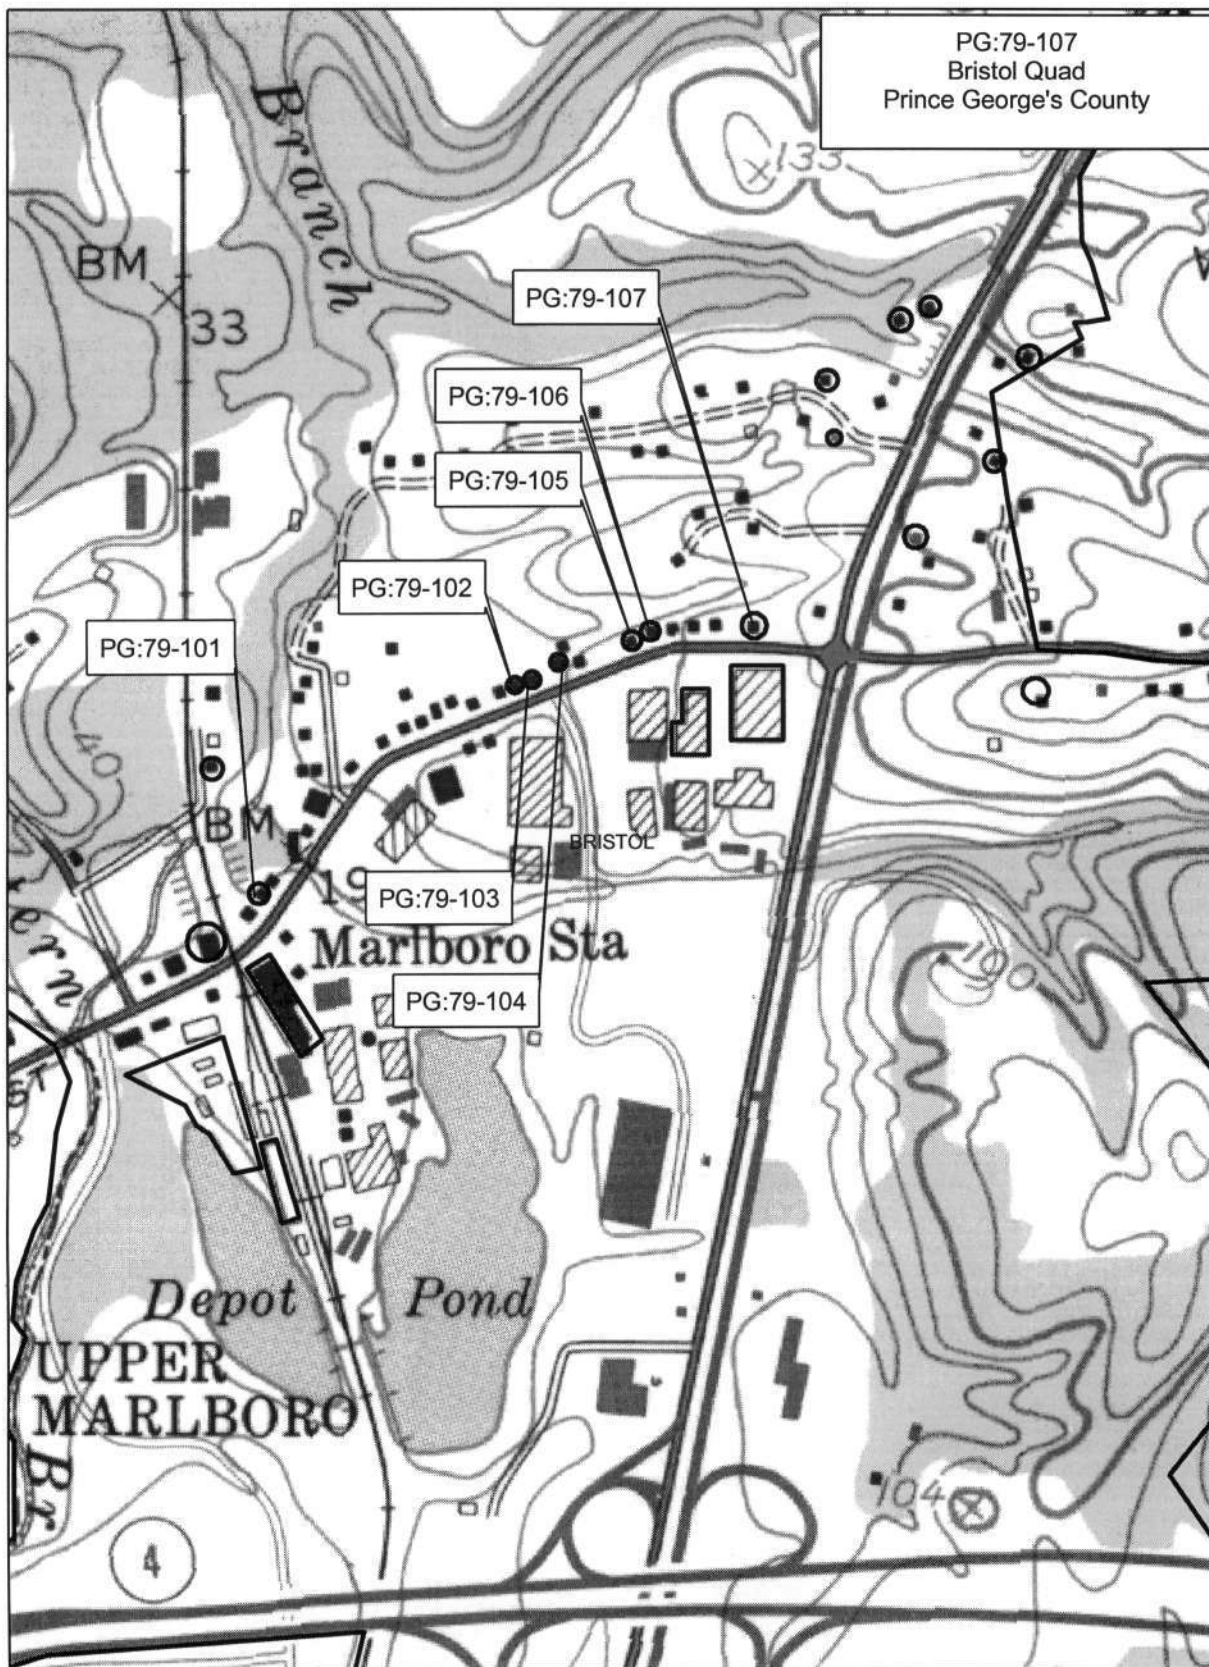 PG:79-107
Bristol Quad
Prince George's County
Branch
133
BM
33
PG:79-107
PG:79-106
PG:79-105
PG:79-102
PG:79-101
40
BM
19
BRISTOL
PG:79-103
Marlboro Sta
PG:79-104
100
ern
Depot Pond
UPPER
MARLBORO
Br
104
4